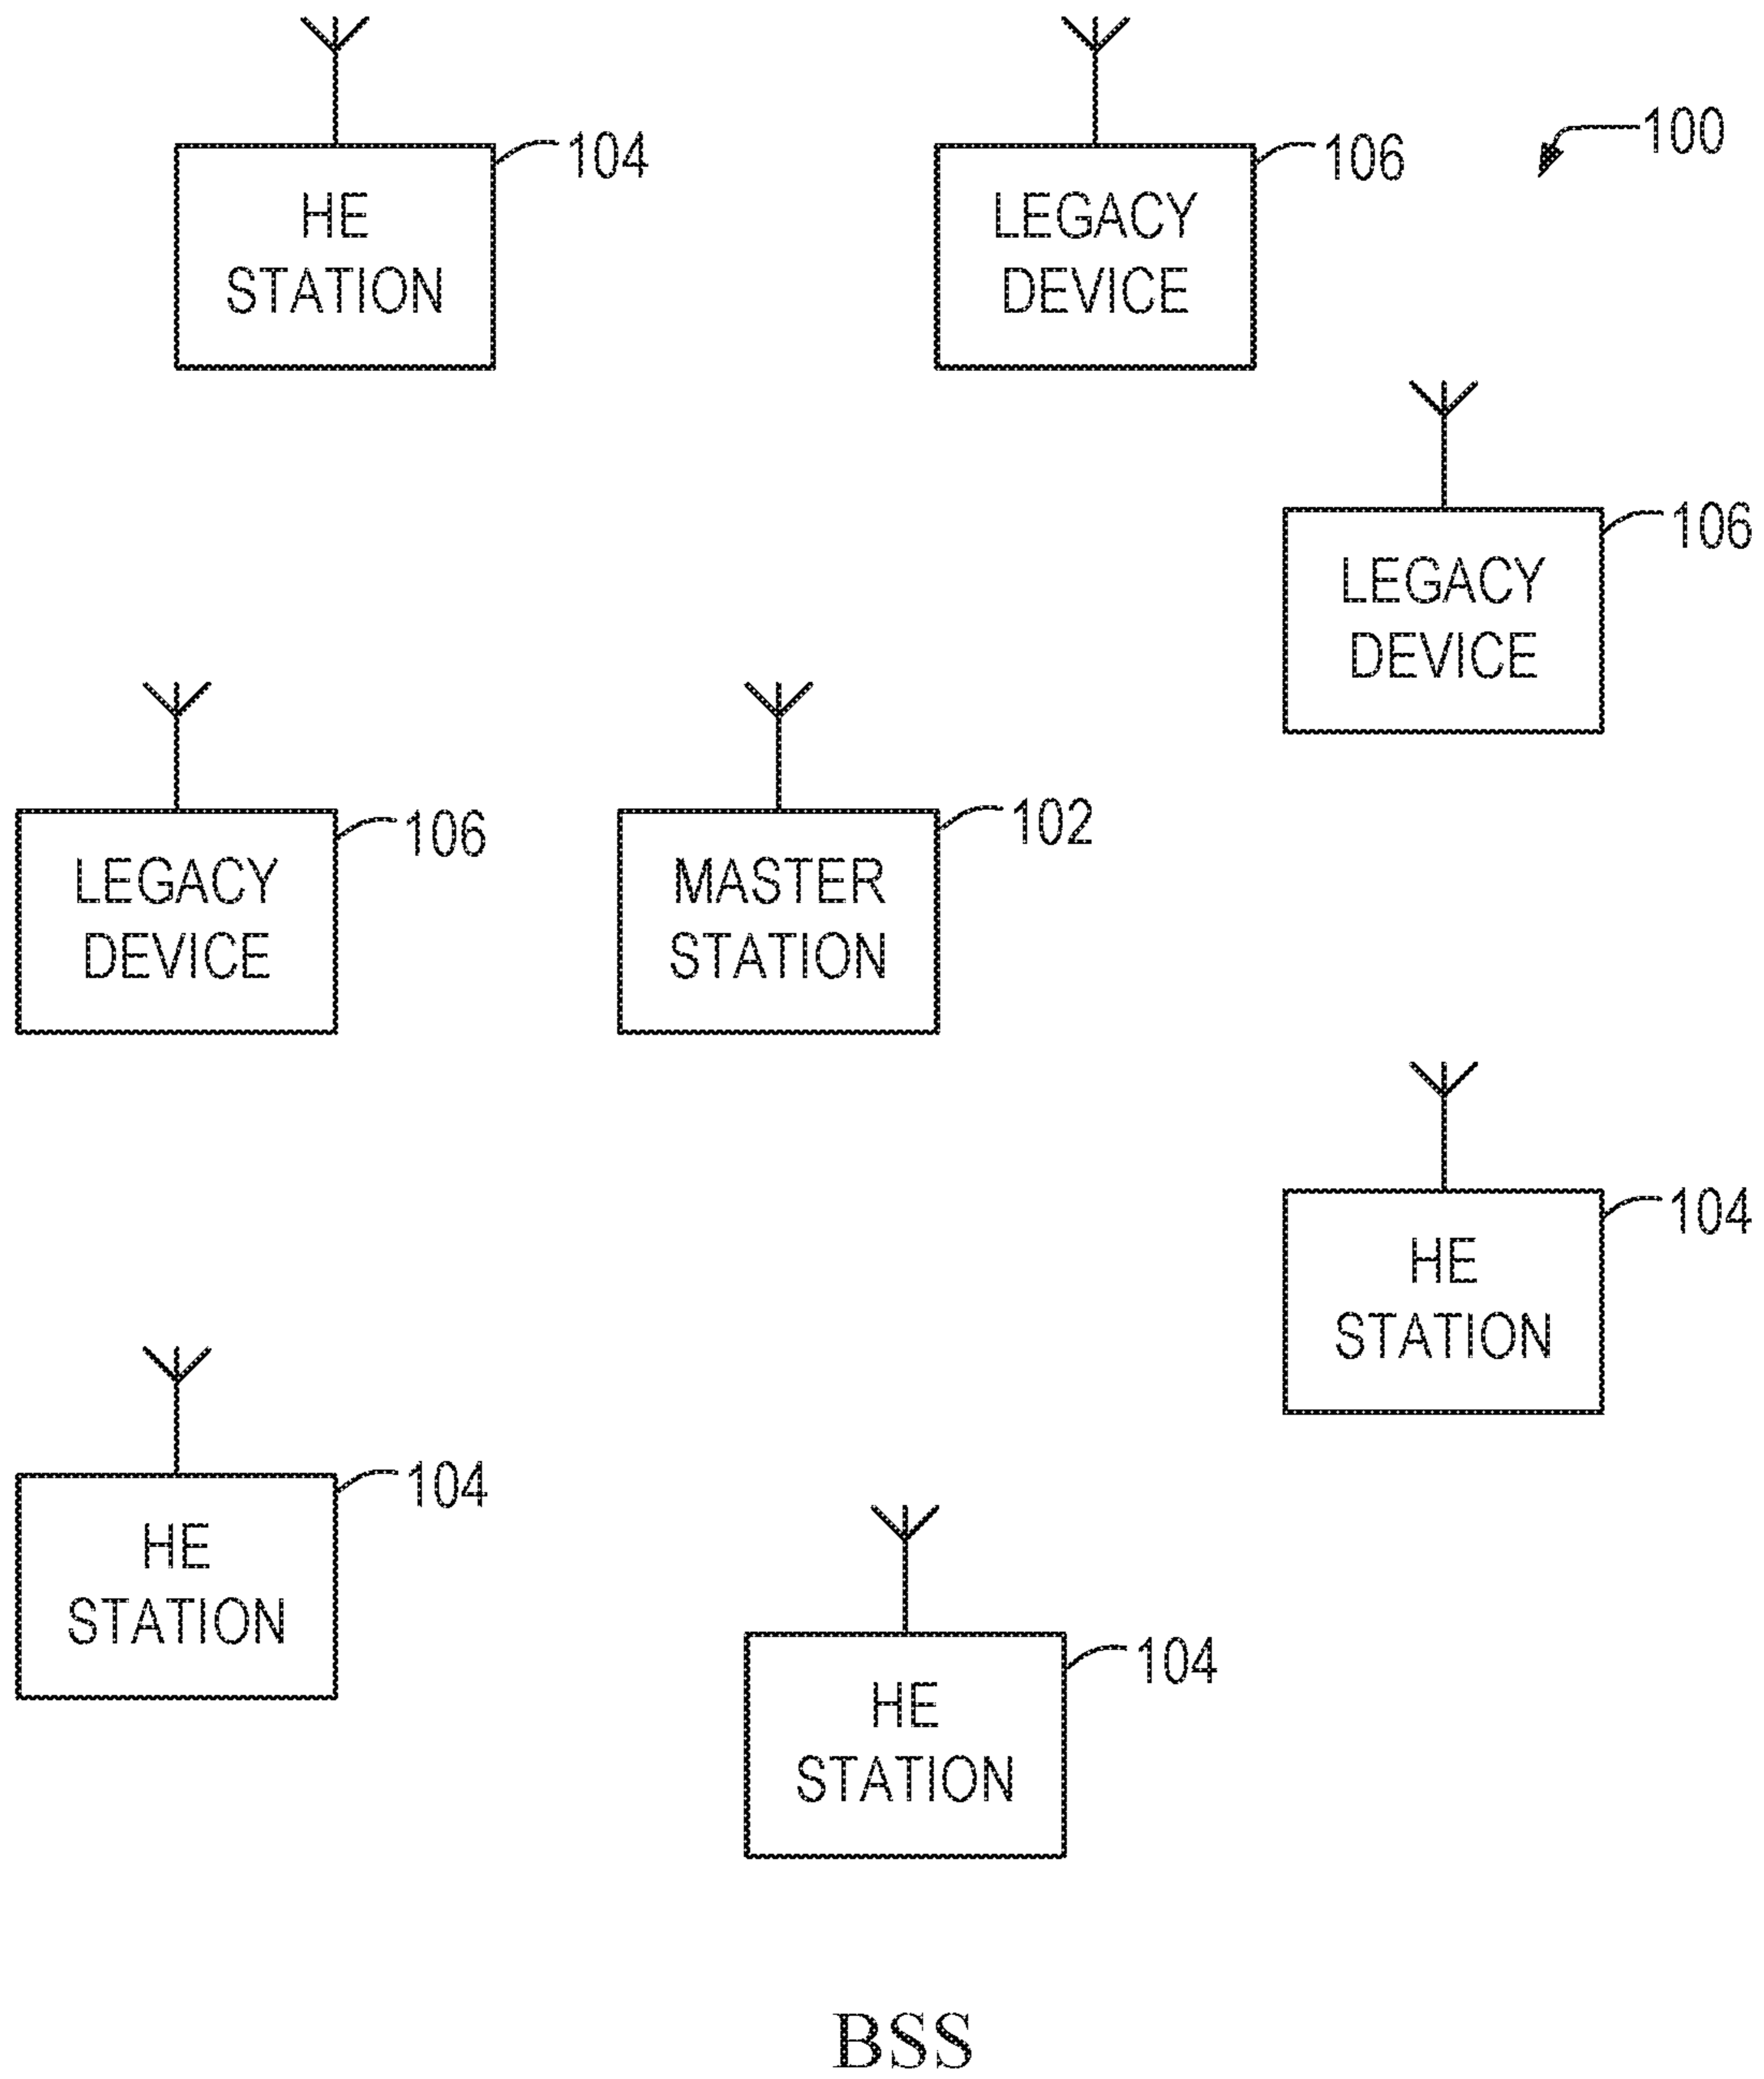 104
HE
STATION
106
LEGACY
DEVICE
100
106
LEGACY
DEVICE
106
LEGACY
DEVICE
102
MASTER
STATION
104
HE
STATION
104
HE
STATION
104
HE
STATION
BSS